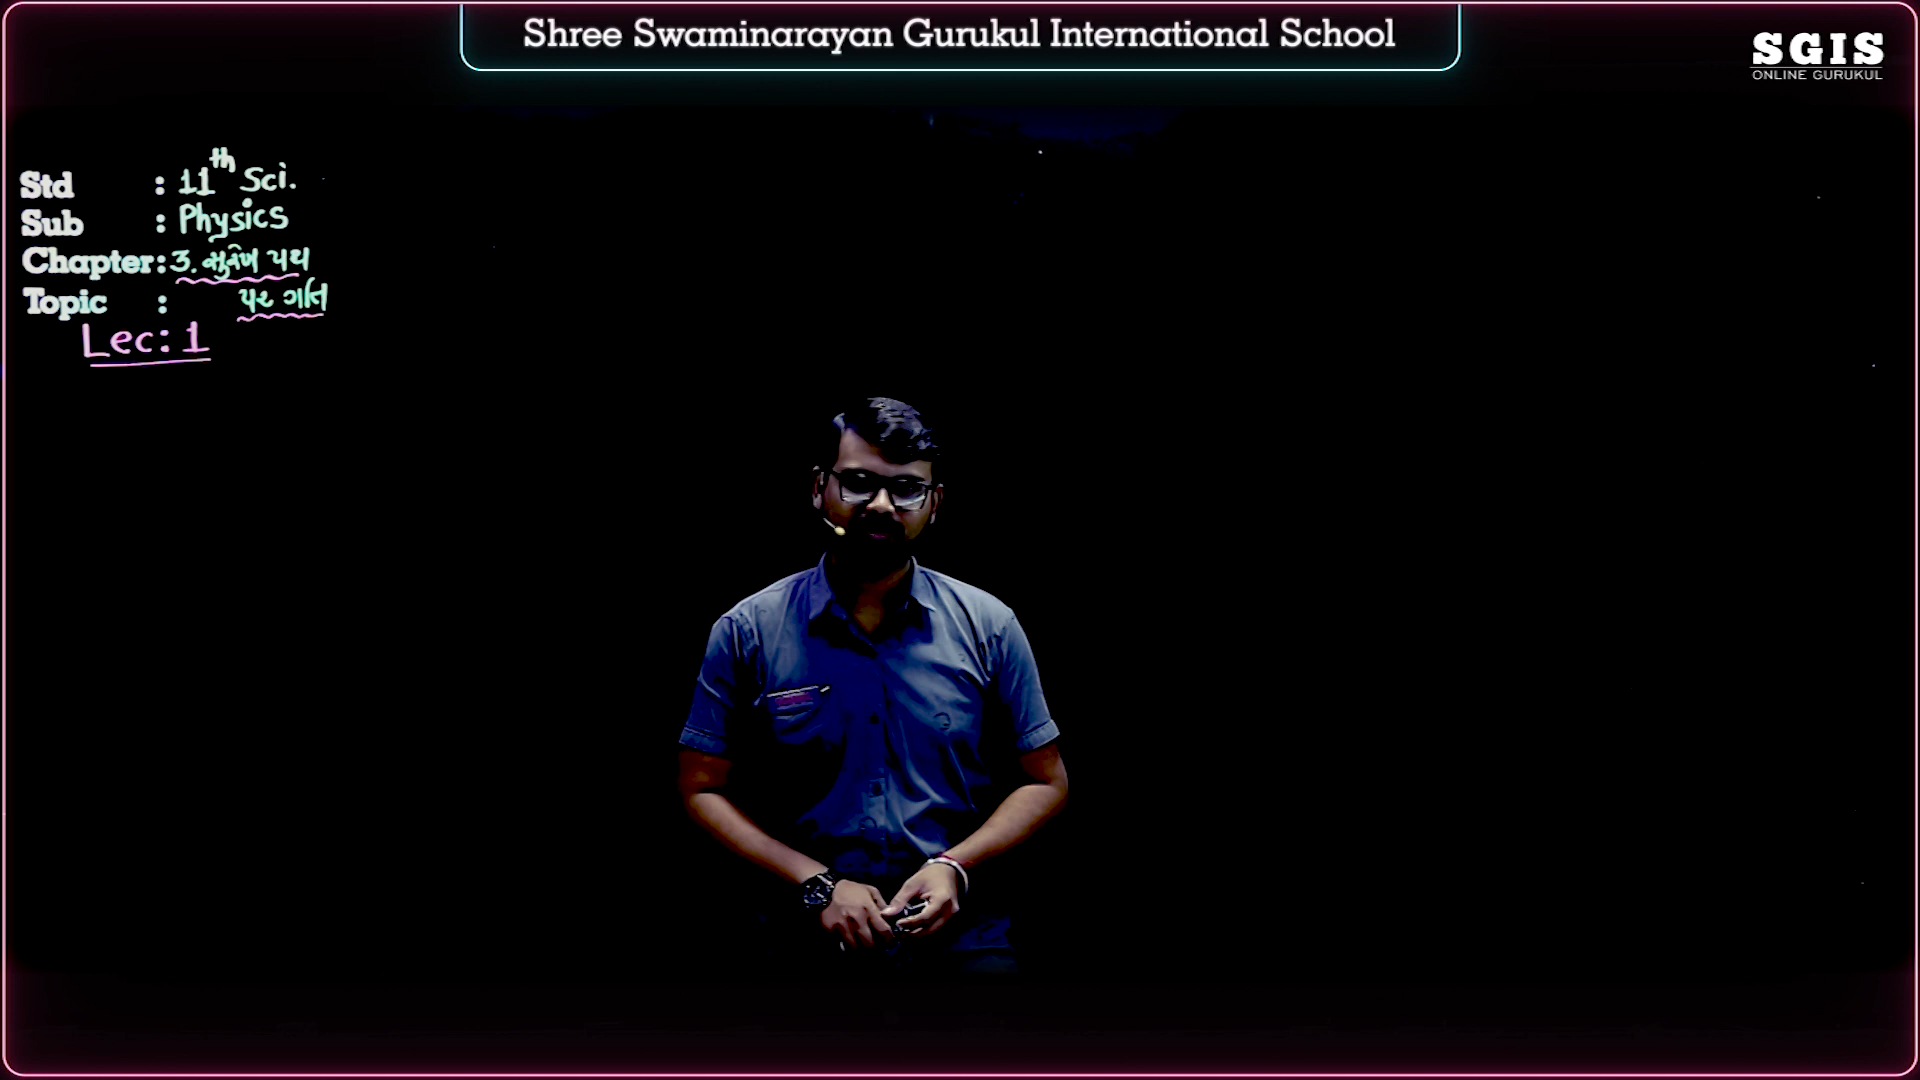 Shree Swaminarayan Gurukul International School
SGIS
ONLINE GURUKUL
Std : 11th Sci.
Sub : Physics
Chapter: 3. સુરેખ પથ
Topic : પર ગતિ
Lec: 1